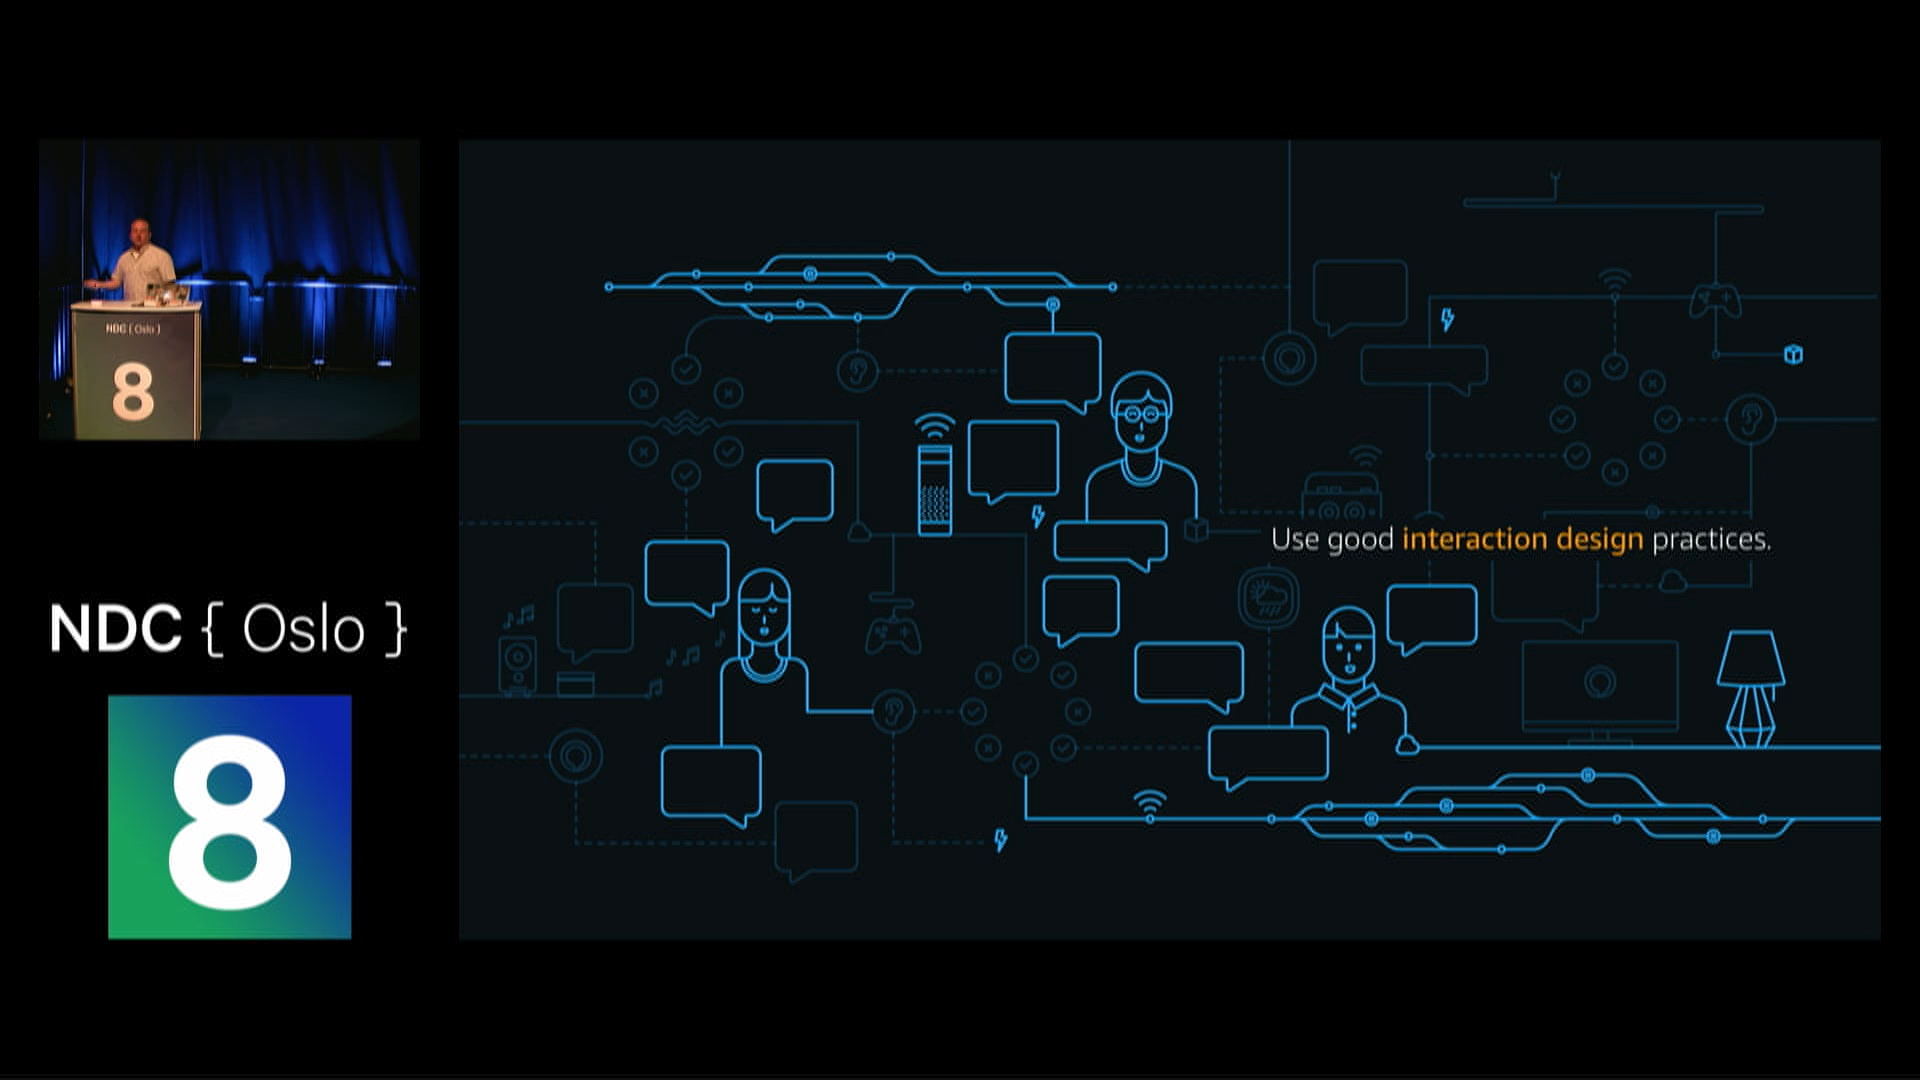 NDC { Oslo }
8
Use good interaction design practices.
NDC { Oslo }
8